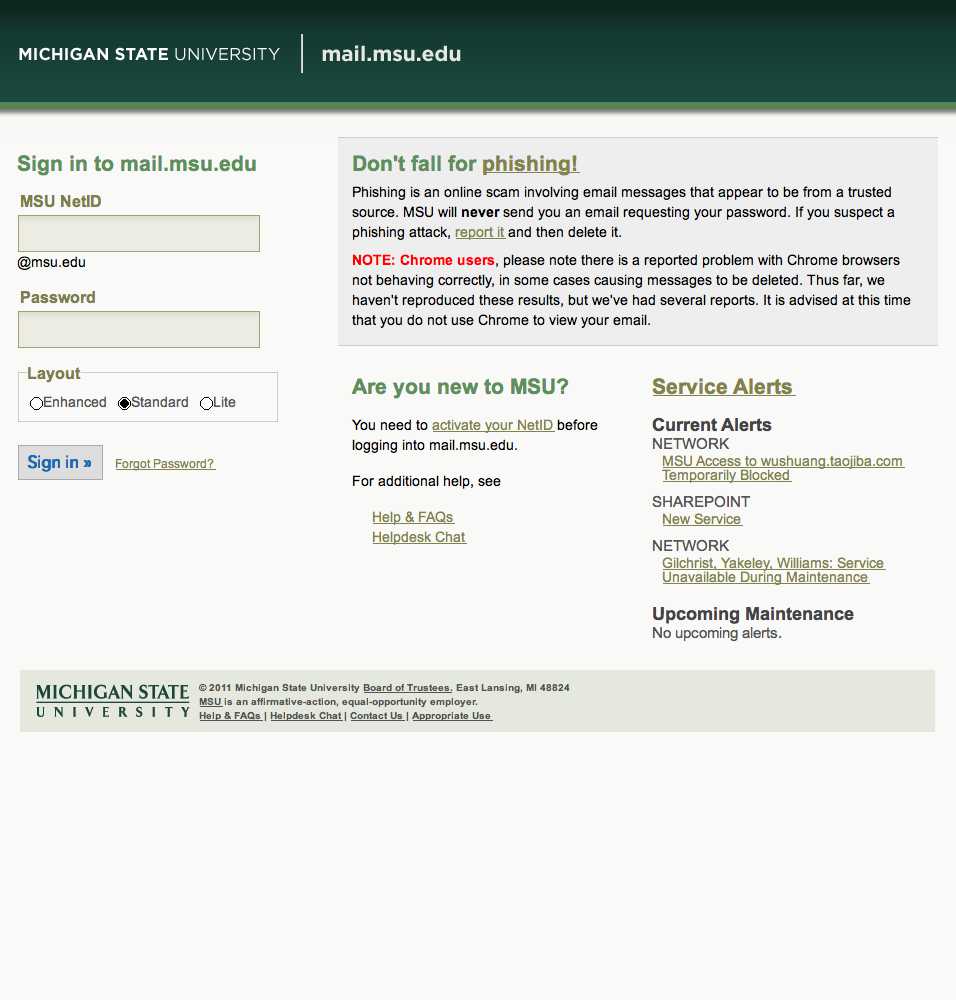 MICHIGAN STATE UNIVERSITY | mail.msu.edu
Sign in to mail.msu.edu
MSU NetID
@msu.edu
Password
Layout
Enhanced Standard Lite
Sign in »
Forgot Password?
Don't fall for phishing!
Phishing is an online scam involving email messages that appear to be from a trusted
source. MSU will never send you an email requesting your password. If you suspect a
phishing attack, report it and then delete it.
NOTE: Chrome users, please note there is a reported problem with Chrome browsers
not behaving correctly, in some cases causing messages to be deleted. Thus far, we
haven't reproduced these results, but we've had several reports. It is advised at this time
that you do not use Chrome to view your email.
Are you new to MSU?
You need to activate your NetID before
logging into mail.msu.edu.
For additional help, see
Help & FAQs
Helpdesk Chat
Service Alerts
Current Alerts
NETWORK
MSU Access to wushuang.taojiba.com
Temporarily Blocked
SHAREPOINT
New Service
NETWORK
Gilchrist, Yakeley, Williams: Service
Unavailable During Maintenance
Upcoming Maintenance
No upcoming alerts.
MICHIGAN STATE
UNIVERSITY
© 2011 Michigan State University Board of Trustees. East Lansing, MI 48824
MSU is an affirmative-action, equal-opportunity employer.
Help & FAQs | Helpdesk Chat | Contact Us | Appropriate Use